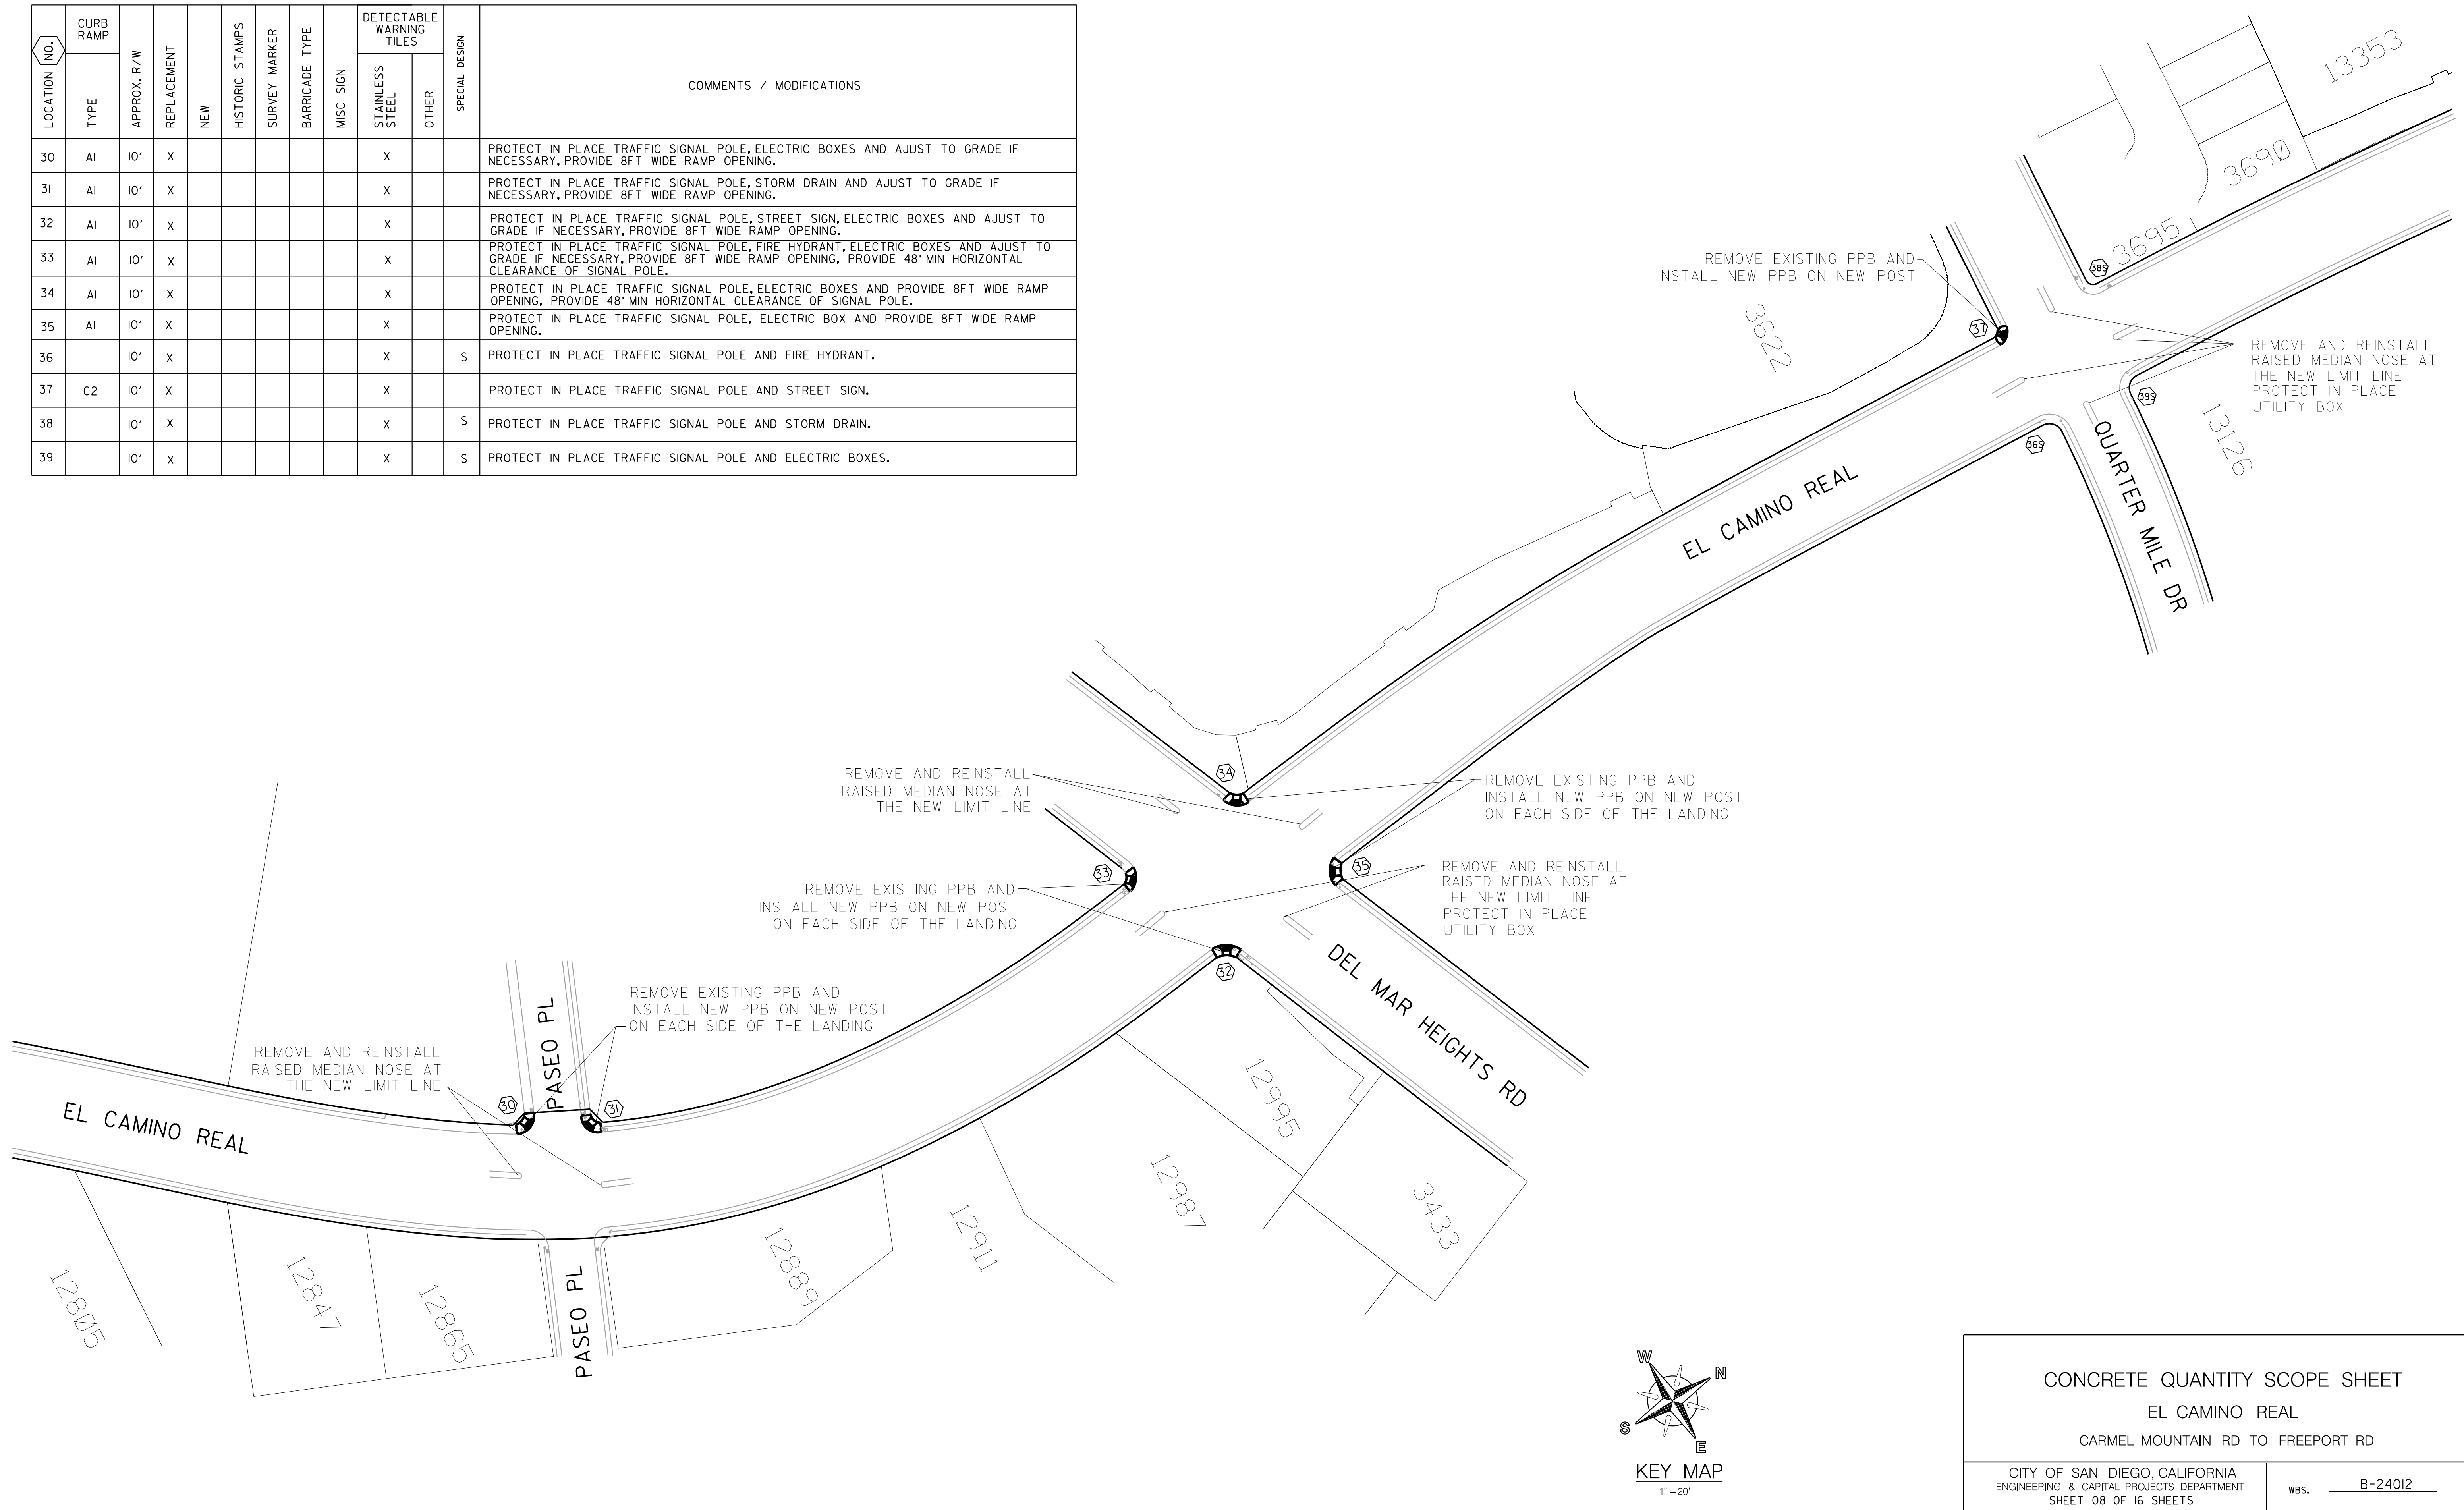 LOCATION NO.
CURB
RAMP
TYPE
APPROX. R/W
REPLACEMENT
NEW
HISTORIC STAMPS
SURVEY MARKER
BARRICADE TYPE
MISC SIGN
DETECTABLE
WARNING
TILES
STAINLESS
STEEL
OTHER
SPECIAL DESIGN
COMMENTS / MODIFICATIONS
30 A1 10' X X PROTECT IN PLACE TRAFFIC SIGNAL POLE, ELECTRIC BOXES AND AJUST TO GRADE IF
NECESSARY, PROVIDE 8FT WIDE RAMP OPENING.
31 A1 10' X X PROTECT IN PLACE TRAFFIC SIGNAL POLE, STORM DRAIN AND AJUST TO GRADE IF
NECESSARY, PROVIDE 8FT WIDE RAMP OPENING.
32 A1 10' X X PROTECT IN PLACE TRAFFIC SIGNAL POLE, STREET SIGN, ELECTRIC BOXES AND AJUST TO
GRADE IF NECESSARY, PROVIDE 8FT WIDE RAMP OPENING.
33 A1 10' X X PROTECT IN PLACE TRAFFIC SIGNAL POLE, FIRE HYDRANT, ELECTRIC BOXES AND AJUST TO
GRADE IF NECESSARY, PROVIDE 8FT WIDE RAMP OPENING, PROVIDE 48" MIN HORIZONTAL
CLEARANCE OF SIGNAL POLE.
34 A1 10' X X PROTECT IN PLACE TRAFFIC SIGNAL POLE, ELECTRIC BOXES AND PROVIDE 8FT WIDE RAMP
OPENING, PROVIDE 48" MIN HORIZONTAL CLEARANCE OF SIGNAL POLE.
35 A1 10' X X PROTECT IN PLACE TRAFFIC SIGNAL POLE, ELECTRIC BOX AND PROVIDE 8FT WIDE RAMP
OPENING.
36 10' X X S PROTECT IN PLACE TRAFFIC SIGNAL POLE AND FIRE HYDRANT.
37 C2 10' X X PROTECT IN PLACE TRAFFIC SIGNAL POLE AND STREET SIGN.
38 10' X X S PROTECT IN PLACE TRAFFIC SIGNAL POLE AND STORM DRAIN.
39 10' X X S PROTECT IN PLACE TRAFFIC SIGNAL POLE AND ELECTRIC BOXES.
13353
3690
3695
38S
REMOVE EXISTING PPB AND
INSTALL NEW PPB ON NEW POST
37
3622
REMOVE AND REINSTALL
RAISED MEDIAN NOSE AT
THE NEW LIMIT LINE
PROTECT IN PLACE
UTILITY BOX
39S
36S
13126
QUARTER MILE DR
EL CAMINO REAL
REMOVE AND REINSTALL
RAISED MEDIAN NOSE AT
THE NEW LIMIT LINE
34
REMOVE EXISTING PPB AND
INSTALL NEW PPB ON NEW POST
ON EACH SIDE OF THE LANDING
33
35
REMOVE EXISTING PPB AND
INSTALL NEW PPB ON NEW POST
ON EACH SIDE OF THE LANDING
REMOVE AND REINSTALL
RAISED MEDIAN NOSE AT
THE NEW LIMIT LINE
PROTECT IN PLACE
UTILITY BOX
32
DEL MAR HEIGHTS RD
REMOVE EXISTING PPB AND
INSTALL NEW PPB ON NEW POST
ON EACH SIDE OF THE LANDING
PASEO PL
REMOVE AND REINSTALL
RAISED MEDIAN NOSE AT
THE NEW LIMIT LINE
30
31
EL CAMINO REAL
12995
12987
3433
12911
12889
12805
12847
12865
PASEO PL
W
N
S
E
KEY MAP
1" = 20'
CONCRETE QUANTITY SCOPE SHEET
EL CAMINO REAL
CARMEL MOUNTAIN RD TO FREEPORT RD
CITY OF SAN DIEGO, CALIFORNIA
ENGINEERING & CAPITAL PROJECTS DEPARTMENT
SHEET 08 OF 16 SHEETS
WBS. B-24012